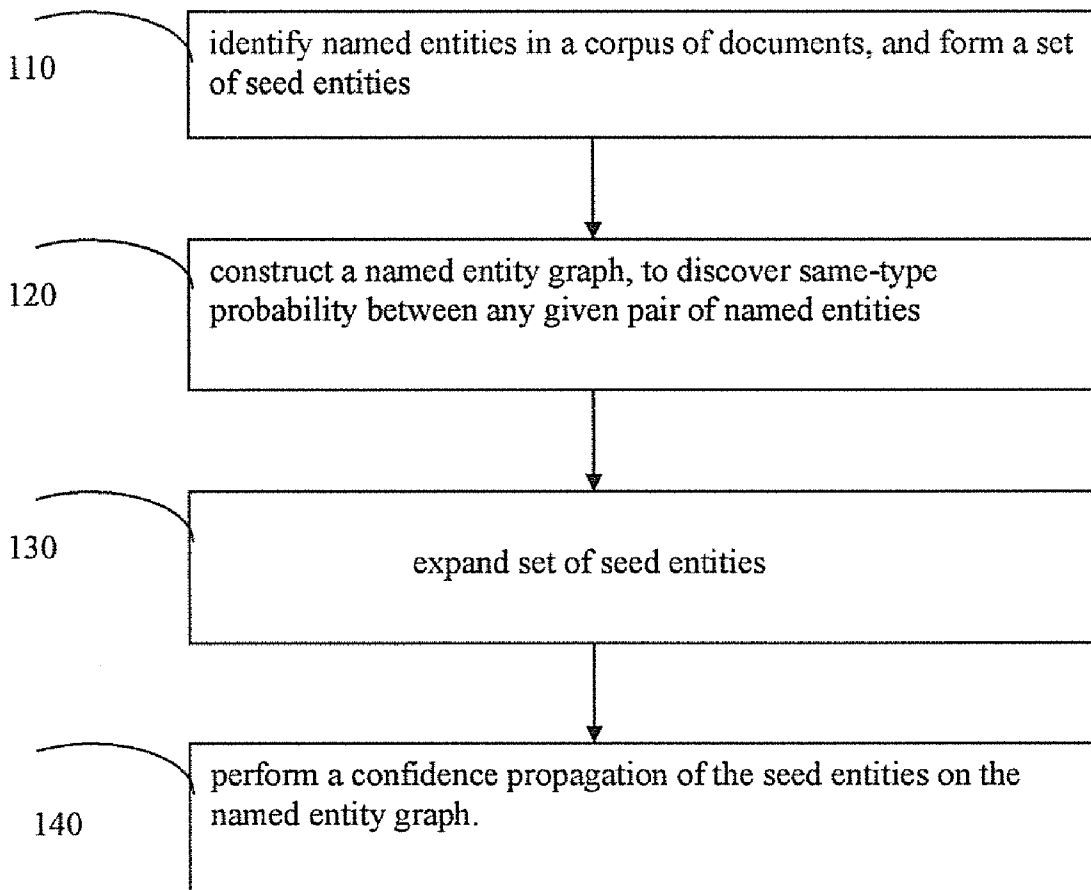 110
identify named entities in a corpus of documents, and form a set
of seed entities
120
construct a named entity graph, to discover same-type
probability between any given pair of named entities
130
expand set of seed entities
140
perform a confidence propagation of the seed entities on the
named entity graph.